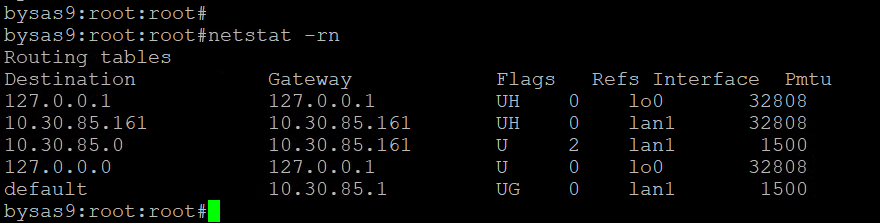 bysas9:root:root#
bysas9:root:root#netstat -rn
Routing tables
Destination Gateway Flags Refs Interface Pmtu
127.0.0.1 127.0.0.1 UH 0 lo0 32808
10.30.85.161 10.30.85.161 UH 0 lan1 32808
10.30.85.0 10.30.85.161 U 2 lan1 1500
127.0.0.0 127.0.0.1 U 0 lo0 32808
default 10.30.85.1 UG 0 lan1 1500
bysas9:root:root#